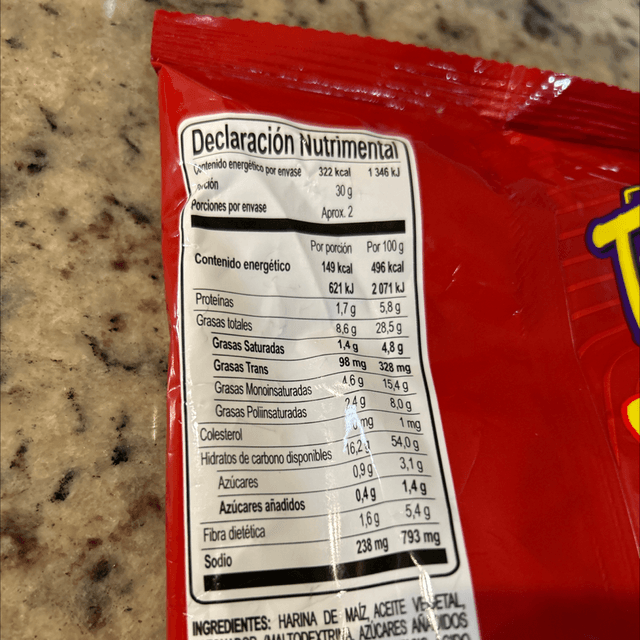 Declaración Nutrimental
Contenido energético por envase 322 kcal 1 346 kJ
30 g
Porciones por envase Aprox. 2
Por porción Por 100 g
Contenido energético 149 kcal 496 kcal
621 kJ 2 071 kJ
Proteínas 1,7 g 5,8 g
Grasas totales 8,6 g 28,5 g
Grasas Saturadas 1,4 g 4,8 g
Grasas Trans 98 mg 328 mg
Grasas Monoinsaturadas 4,6 g 15,4 g
Grasas Poliinsaturadas 2,4 g 8,0 g
Colesterol mg 1 mg
Hidratos de carbono disponibles 16,2 g 54,0 g
Azúcares 0,9 g 3,1 g
Azúcares añadidos 0,4 g 1,4 g
Fibra dietética 1,6 g 5,4 g
Sodio 238 mg 793 mg
INGREDIENTES: HARINA DE MAÍZ, ACEITE VEGETAL,
(MALTODEXTRINA, AZÚCARES AÑADIDOS